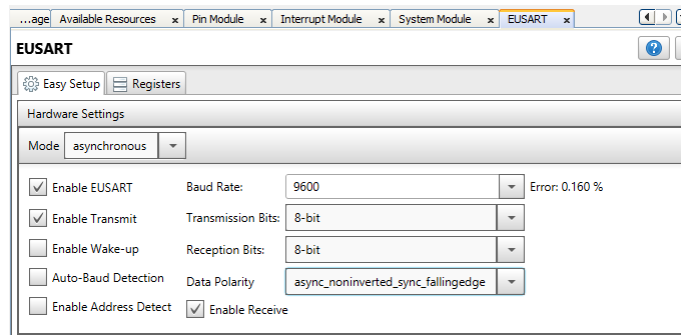 ...age Available Resources x Pin Module x Interrupt Module x System Module x EUSART x
EUSART
?
Easy Setup Registers
Hardware Settings
Mode asynchronous
Enable EUSART Baud Rate: 9600 Error: 0.160 %
Enable Transmit Transmission Bits: 8-bit
Enable Wake-up Reception Bits: 8-bit
Auto-Baud Detection Data Polarity async_noninverted_sync_fallingedge
Enable Address Detect Enable Receive